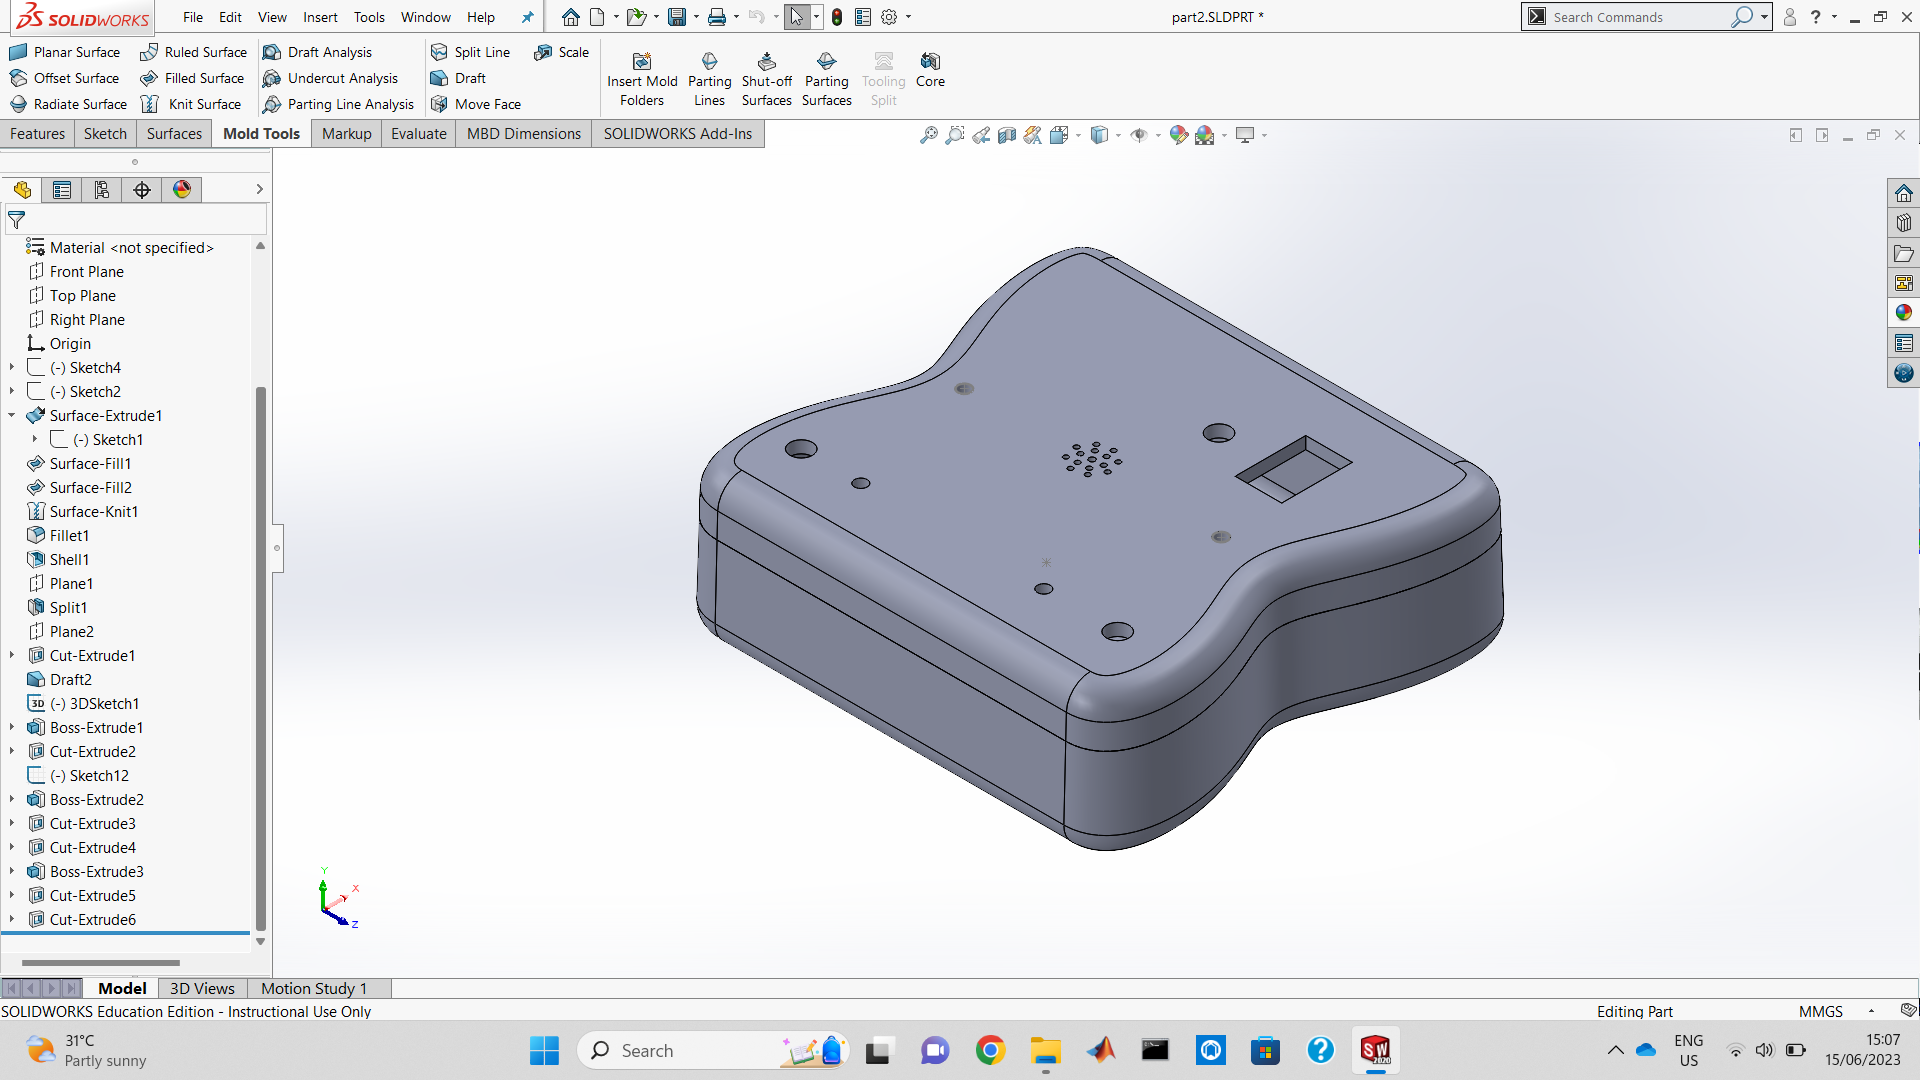 SOLIDWORKS
File Edit View Insert Tools Window Help
part2.SLDPRT *
Search Commands
?
Planar Surface Ruled Surface Draft Analysis Split Line Scale
Offset Surface Filled Surface Undercut Analysis Draft
Radiate Surface Knit Surface Parting Line Analysis Move Face
Insert Mold Folders
Parting Lines
Shut-off Surfaces
Parting Surfaces
Tooling Split
Core
Features Sketch Surfaces Mold Tools Markup Evaluate MBD Dimensions SOLIDWORKS Add-Ins
Material <not specified>
Front Plane
Top Plane
Right Plane
Origin
(-) Sketch4
(-) Sketch2
Surface-Extrude1
(-) Sketch1
Surface-Fill1
Surface-Fill2
Surface-Knit1
Fillet1
Shell1
Plane1
Split1
Plane2
Cut-Extrude1
Draft2
3D (-) 3DSketch1
Boss-Extrude1
Cut-Extrude2
(-) Sketch12
Boss-Extrude2
Cut-Extrude3
Cut-Extrude4
Boss-Extrude3
Cut-Extrude5
Cut-Extrude6
Y
X
Z
Model 3D Views Motion Study 1
SOLIDWORKS Education Edition - Instructional Use Only
Editing Part
MMGS
31°C
Partly sunny
Search
SW
2020
?
ENG
US
15:07
15/06/2023